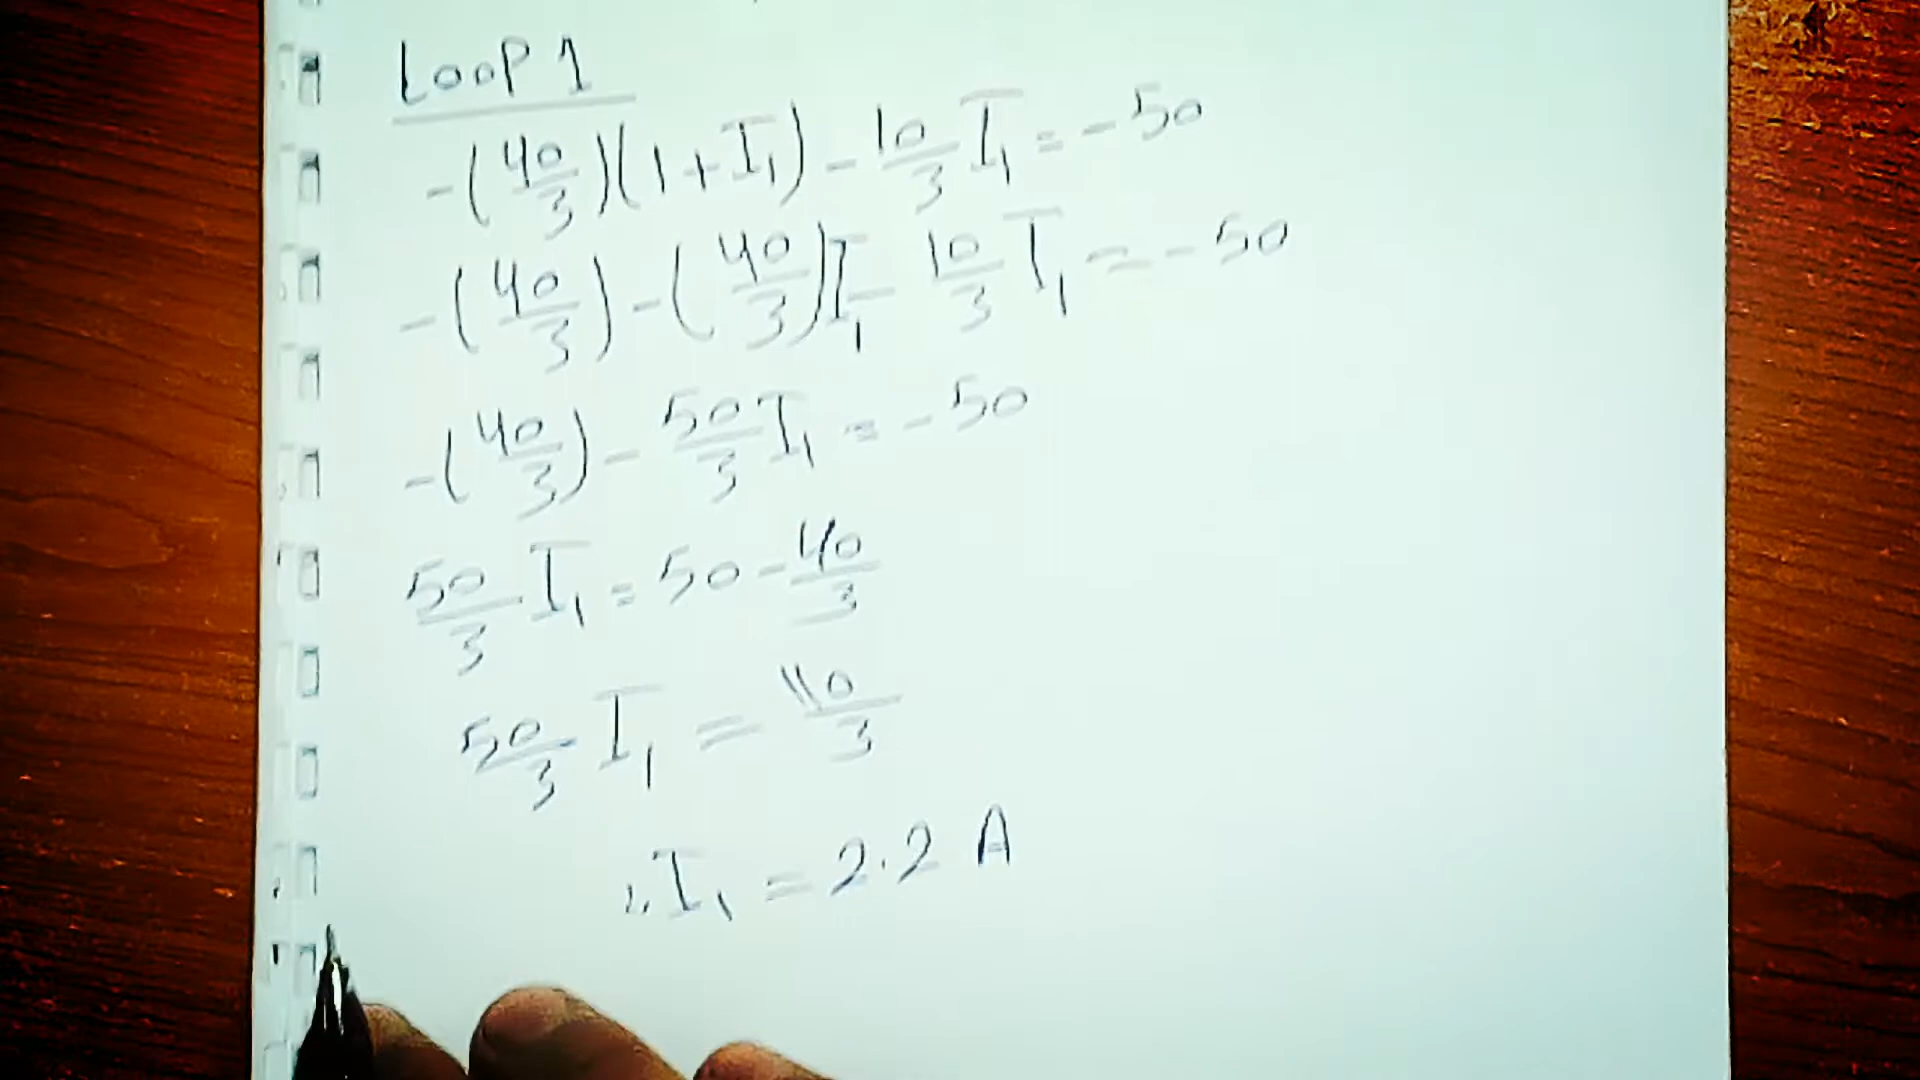 LOOP 1
-(40/3)(1+I₁) - 10/3 I₁ = -50
-(40/3) - (40/3)I₁ - 10/3 I₁ = -50
-(40/3) - 50/3 I₁ = -50
50/3 I₁ = 50 - 40/3
50/3 I₁ = 110/3
I₁ = 2.2 A